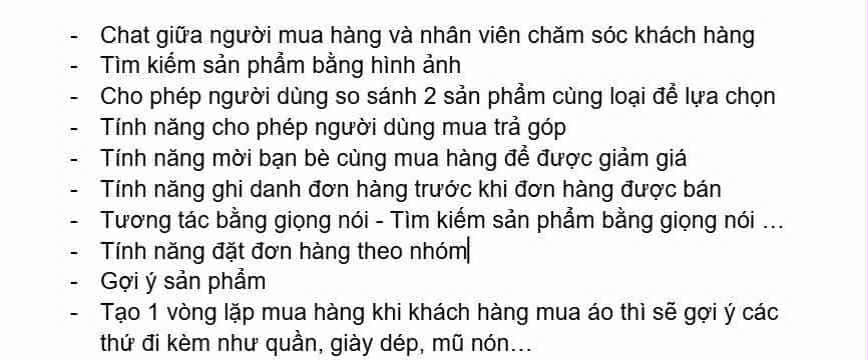 - Chat giữa người mua hàng và nhân viên chăm sóc khách hàng
- Tìm kiếm sản phẩm bằng hình ảnh
- Cho phép người dùng so sánh 2 sản phẩm cùng loại để lựa chọn
- Tính năng cho phép người dùng mua trả góp
- Tính năng mời bạn bè cùng mua hàng để được giảm giá
- Tính năng ghi danh đơn hàng trước khi đơn hàng được bán
- Tương tác bằng giọng nói - Tìm kiếm sản phẩm bằng giọng nói …
- Tính năng đặt đơn hàng theo nhóm
- Gợi ý sản phẩm
- Tạo 1 vòng lặp mua hàng khi khách hàng mua áo thì sẽ gợi ý các
thứ đi kèm như quần, giày dép, mũ nón…